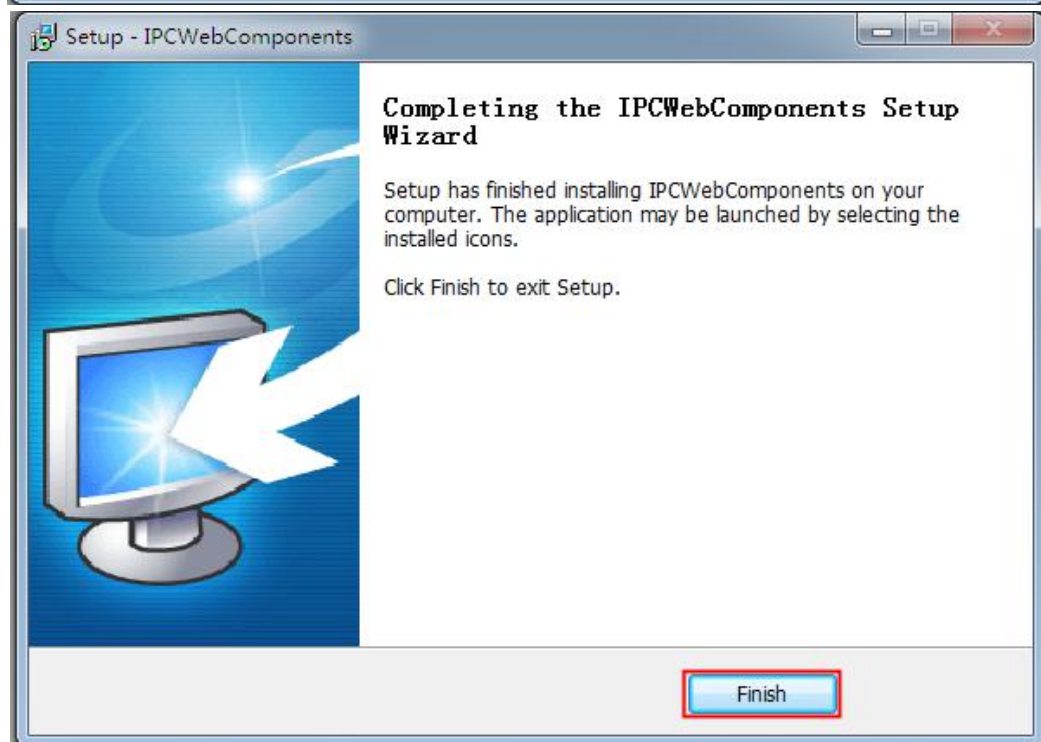 Setup - IPCWebComponents
Completing the IPCWebComponents Setup
Wizard
Setup has finished installing IPCWebComponents on your
computer. The application may be launched by selecting the
installed icons.
Click Finish to exit Setup.
Finish